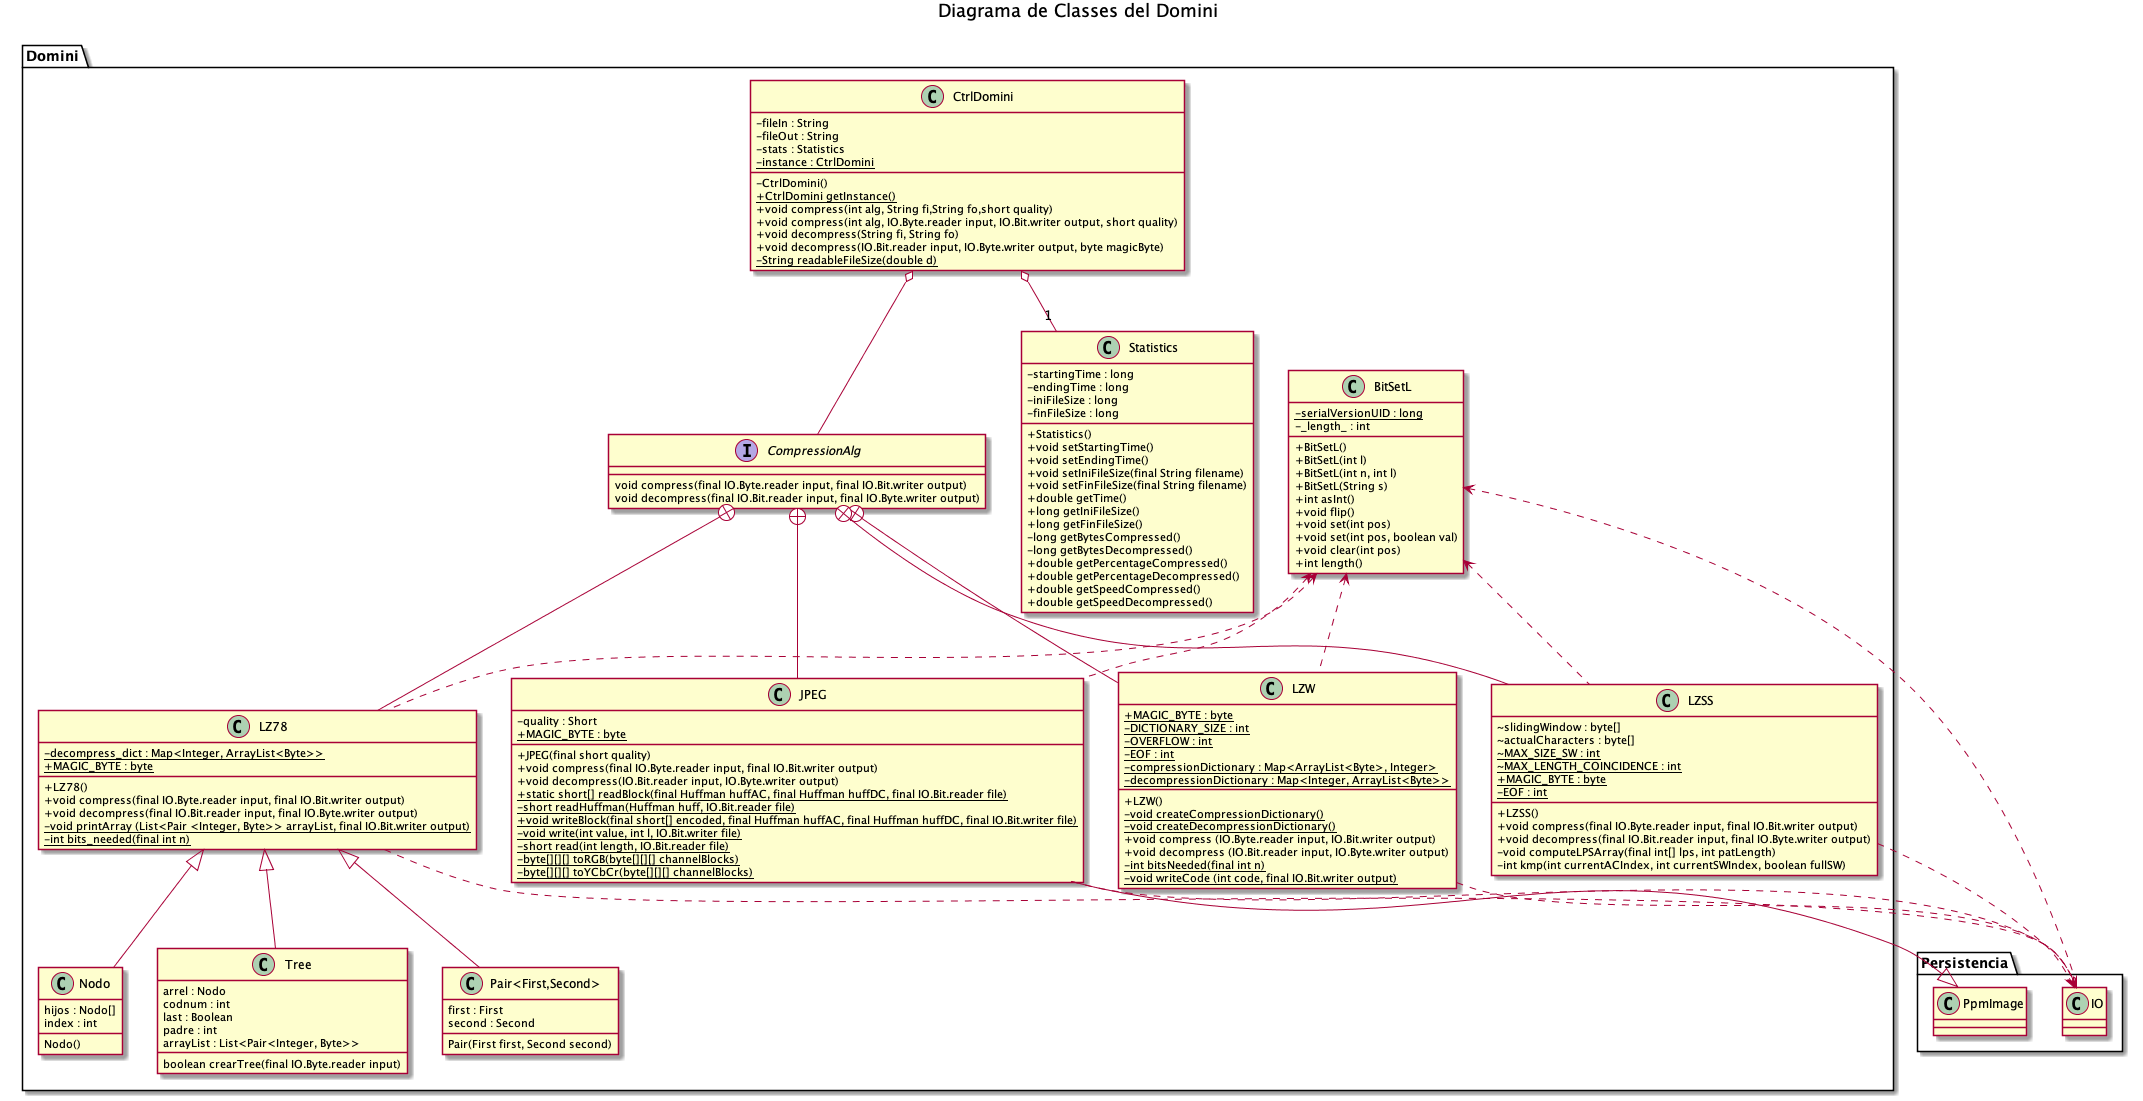 Diagrama de Classes del Domini
Domini
C CtrlDomini
-fileIn : String
-fileOut : String
-stats : Statistics
-instance : CtrlDomini
-CtrlDomini()
+CtrlDomini getInstance()
+void compress(int alg, String fi,String fo,short quality)
+void compress(int alg, IO.Byte.reader input, IO.Bit.writer output, short quality)
+void decompress(String fi, String fo)
+void decompress(IO.Bit.reader input, IO.Byte.writer output, byte magicByte)
-String readableFileSize(double d)
1
C Statistics
-startingTime : long
-endingTime : long
-iniFileSize : long
-finFileSize : long
+Statistics()
+void setStartingTime()
+void setEndingTime()
+void setIniFileSize(final String filename)
+void setFinFileSize(final String filename)
+double getTime()
+long getIniFileSize()
+long getFinFileSize()
-long getBytesCompressed()
-long getBytesDecompressed()
+double getPercentageCompressed()
+double getPercentageDecompressed()
+double getSpeedCompressed()
+double getSpeedDecompressed()
C BitSetL
-serialVersionUID : long
-_length_ : int
+BitSetL()
+BitSetL(int l)
+BitSetL(int n, int l)
+BitSetL(String s)
+int asInt()
+void flip()
+void set(int pos)
+void set(int pos, boolean val)
+void clear(int pos)
+int length()
I CompressionAlg
void compress(final IO.Byte.reader input, final IO.Bit.writer output)
void decompress(final IO.Bit.reader input, final IO.Byte.writer output)
C LZ78
-decompress_dict : Map<Integer, ArrayList<Byte>>
+MAGIC_BYTE : byte
+LZ78()
+void compress(final IO.Byte.reader input, final IO.Bit.writer output)
+void decompress(final IO.Bit.reader input, final IO.Byte.writer output)
-void printArray (List<Pair <Integer, Byte>> arrayList, final IO.Bit.writer output)
-int bits_needed(final int n)
C JPEG
-quality : Short
+MAGIC_BYTE : byte
+JPEG(final short quality)
+void compress(final IO.Byte.reader input, final IO.Bit.writer output)
+void decompress(IO.Bit.reader input, IO.Byte.writer output)
+static short[] readBlock(final Huffman huffAC, final Huffman huffDC, final IO.Bit.reader file)
-short readHuffman(Huffman huff, IO.Bit.reader file)
+void writeBlock(final short[] encoded, final Huffman huffAC, final Huffman huffDC, final IO.Bit.writer file)
-void write(int value, int l, IO.Bit.writer file)
-short read(int length, IO.Bit.reader file)
-byte[][][] toRGB(byte[][][] channelBlocks)
-byte[][][] toYCbCr(byte[][][] channelBlocks)
C LZW
+MAGIC_BYTE : byte
-DICTIONARY_SIZE : int
-OVERFLOW : int
-EOF : int
-compressionDictionary : Map<ArrayList<Byte>, Integer>
-decompressionDictionary : Map<Integer, ArrayList<Byte>>
+LZW()
-void createCompressionDictionary()
-void createDecompressionDictionary()
+void compress (IO.Byte.reader input, IO.Bit.writer output)
+void decompress (IO.Bit.reader input, IO.Byte.writer output)
-int bitsNeeded(final int n)
-void writeCode (int code, final IO.Bit.writer output)
C LZSS
~slidingWindow : byte[]
~actualCharacters : byte[]
~MAX_SIZE_SW : int
~MAX_LENGTH_COINCIDENCE : int
+MAGIC_BYTE : byte
-EOF : int
+LZSS()
+void compress(final IO.Byte.reader input, final IO.Bit.writer output)
+void decompress(final IO.Bit.reader input, final IO.Byte.writer output)
-void computeLPSArray(final int[] lps, int patLength)
-int kmp(int currentACIndex, int currentSWIndex, boolean fullSW)
C Nodo
hijos : Nodo[]
index : int
Nodo()
C Tree
arrel : Nodo
codnum : int
last : Boolean
padre : int
arrayList : List<Pair<Integer, Byte>>
boolean crearTree(final IO.Byte.reader input)
C Pair<First,Second>
first : First
second : Second
Pair(First first, Second second)
Persistencia
C PpmImage
C IO